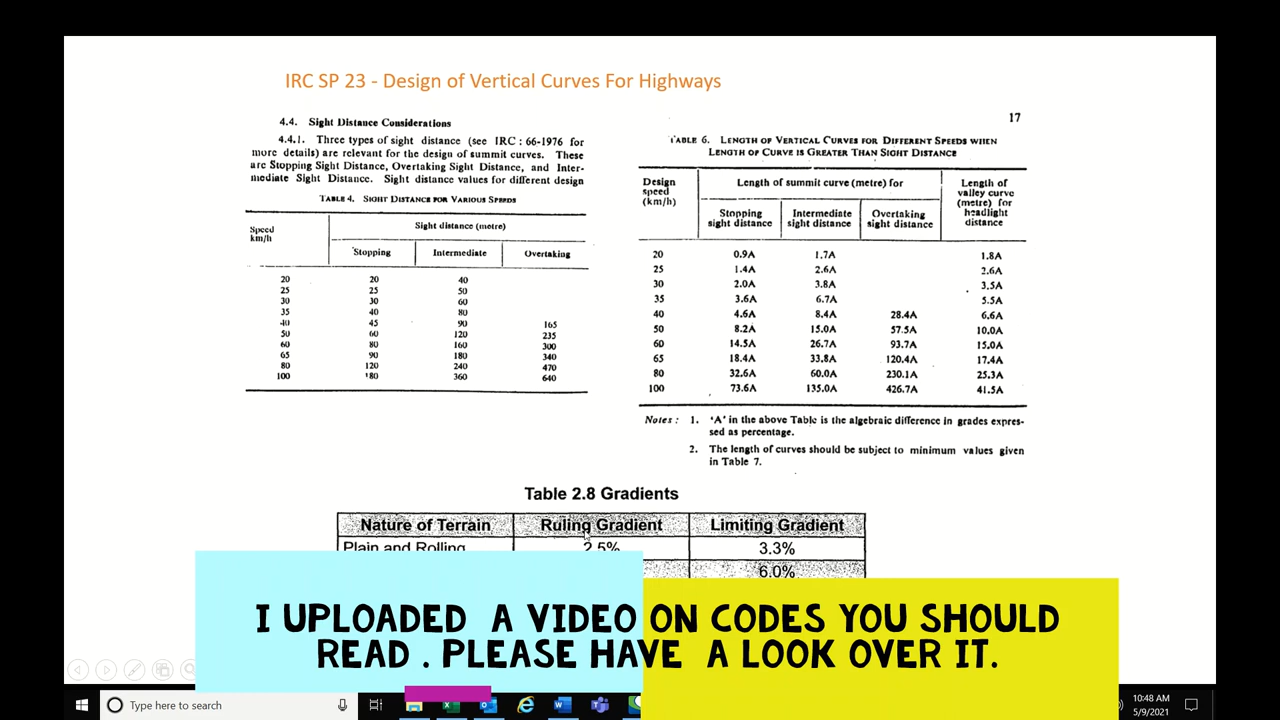 IRC SP 23 - Design of Vertical Curves For Highways
4.4. Sight Distance Considerations
4.4.1. Three types of sight distance (see IRC : 66-1976 for
more details) are relevant for the design of summit curves. These
are Stopping Sight Distance, Overtaking Sight Distance, and Inter-
mediate Sight Distance. Sight distance values for different design
TABLE 4. SIGHT DISTANCE FOR VARIOUS SPEEDS
Speed
km/h
Sight distance (metre)
Stopping Intermediate Overtaking
20 20 40
25 25 50
30 30 60
35 40 80
40 45 90 165
50 60 120 235
60 80 160 300
65 90 180 340
80 120 240 470
100 180 360 640
17
TABLE 6. LENGTH OF VERTICAL CURVES FOR DIFFERENT SPEEDS WHEN
LENGTH OF CURVE IS GREATER THAN SIGHT DISTANCE
Design
speed
(km/h)
Length of summit curve (metre) for
Stopping
sight distance
Intermediate
sight distance
Overtaking
sight distance
Length of
valley curve
(metre) for
headlight
distance
20 0.9A 1.7A 1.8A
25 1.4A 2.6A 2.6A
30 2.0A 3.8A 3.5A
35 3.6A 6.7A 5.5A
40 4.6A 8.4A 28.4A 6.6A
50 8.2A 15.0A 57.5A 10.0A
60 14.5A 26.7A 93.7A 15.0A
65 18.4A 33.8A 120.4A 17.4A
80 32.6A 60.0A 230.1A 25.3A
100 73.6A 135.0A 426.7A 41.5A
Notes : 1. 'A' in the above Table is the algebraic difference in grades expres-
sed as percentage.
2. The length of curves should be subject to minimum values given
in Table 7.
Table 2.8 Gradients
Nature of Terrain Ruling Gradient Limiting Gradient
Plain and Rolling 2.5% 3.3%
6.0%
I UPLOADED A VIDEO ON CODES YOU SHOULD
READ . PLEASE HAVE A LOOK OVER IT.
Type here to search
10:48 AM
5/9/2021